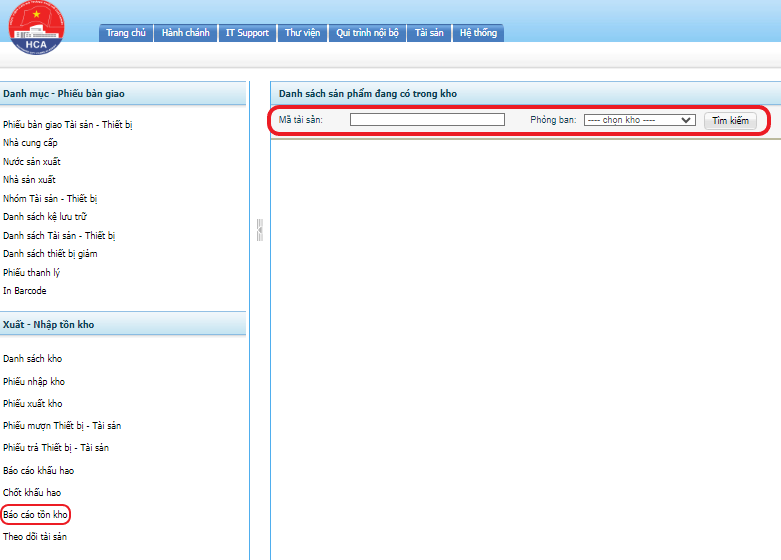 HCA
Trang chủ Hành chánh IT Support Thư viện Qui trình nội bộ Tài sản Hệ thống
Danh mục - Phiếu bàn giao
Phiếu bàn giao Tài sản - Thiết bị
Nhà cung cấp
Nước sản xuất
Nhà sản xuất
Nhóm Tài sản - Thiết bị
Danh sách kệ lưu trữ
Danh sách Tài sản - Thiết bị
Danh sách thiết bị giảm
Phiếu thanh lý
In Barcode
Xuất - Nhập tồn kho
Danh sách kho
Phiếu nhập kho
Phiếu xuất kho
Phiếu mượn Thiết bị - Tài sản
Phiếu trả Thiết bị - Tài sản
Báo cáo khấu hao
Chốt khấu hao
Báo cáo tồn kho
Theo dõi tài sản
Danh sách sản phẩm đang có trong kho
Mã tài sản: Phòng ban: ---- chọn kho ---- Tìm kiếm